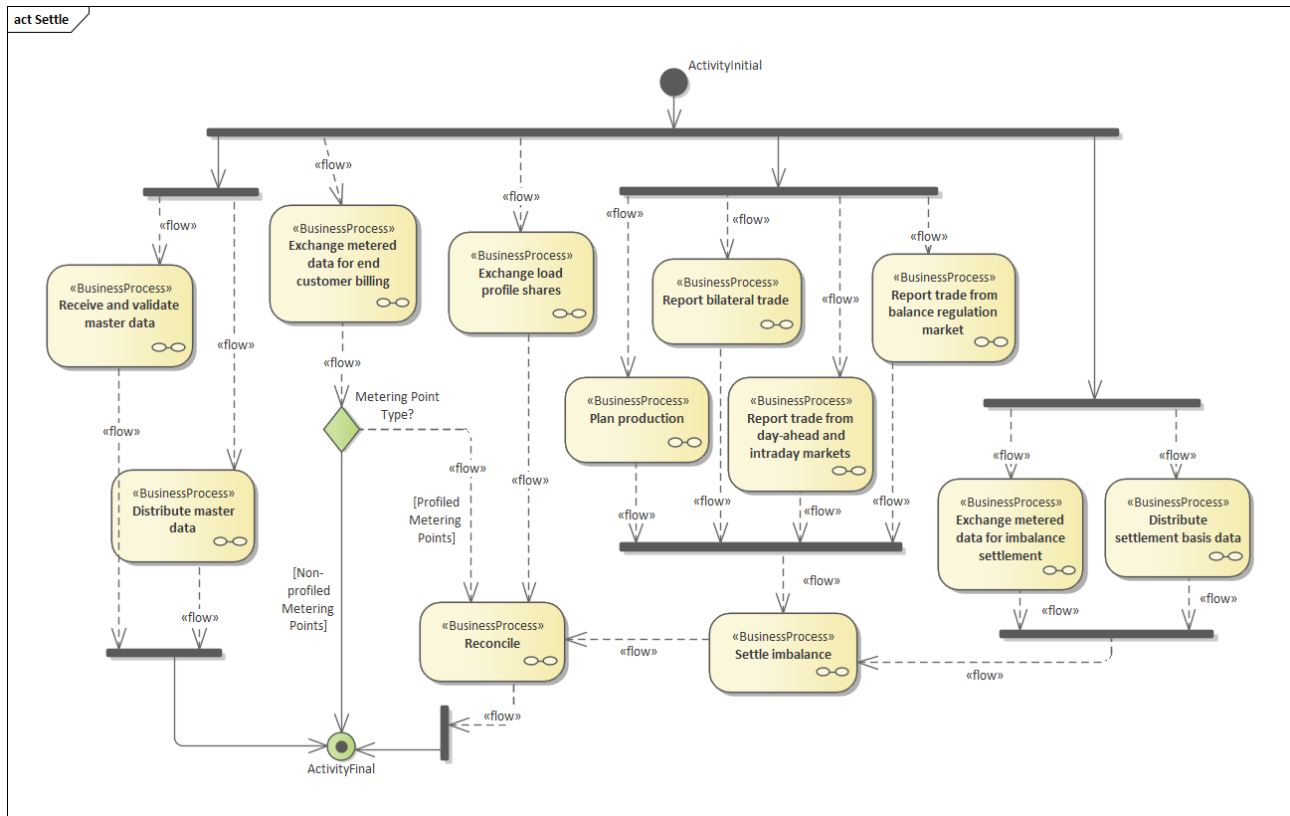 act Settle
ActivityInitial
«flow»
«flow»
«flow»
«flow»
«flow»
«flow»
«flow»
«flow»
«BusinessProcess»
Exchange metered
data for end
customer billing
«BusinessProcess»
Exchange load
profile shares
«BusinessProcess»
Report bilateral trade
«BusinessProcess»
Report trade from
balance regulation
market
«BusinessProcess»
Receive and validate
master data
«flow»
«flow»
«flow»
Metering Point
Type?
«BusinessProcess»
Plan production
«BusinessProcess»
Report trade from
day-ahead and
intraday markets
«flow»
«flow»
«flow»
«flow»
«flow»
«BusinessProcess»
Distribute master
data
[Profiled
Metering
Points]
«flow»
«flow»
«flow»
«flow»
«BusinessProcess»
Exchange metered
data for imbalance
settlement
«BusinessProcess»
Distribute
settlement basis data
[Non-
profiled
Metering
Points]
«flow»
«flow»
«flow»
«flow»
«BusinessProcess»
Reconcile
«BusinessProcess»
Settle imbalance
«flow»
«flow»
«flow»
ActivityFinal